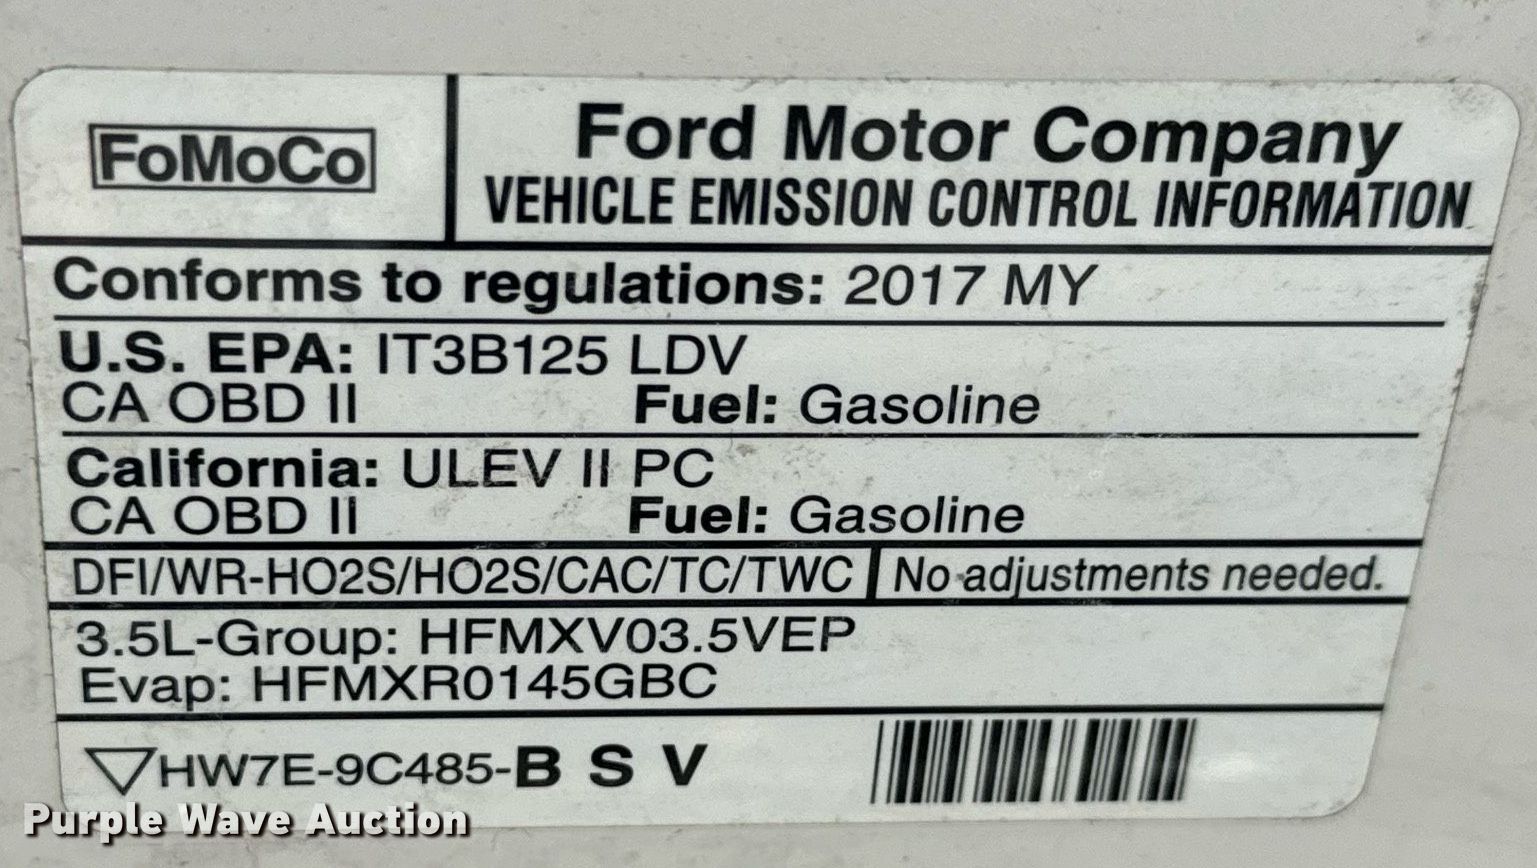 FoMoCo
Ford Motor Company
VEHICLE EMISSION CONTROL INFORMATION
Conforms to regulations: 2017 MY
U.S. EPA: IT3B125 LDV
CA OBD II Fuel: Gasoline
California: ULEV II PC
CA OBD II Fuel: Gasoline
DFI/WR-HO2S/HO2S/CAC/TC/TWC No adjustments needed.
3.5L-Group: HFMXV03.5VEP
Evap: HFMXR0145GBC
HW7E-9C485-B S V
Purple Wave Auction